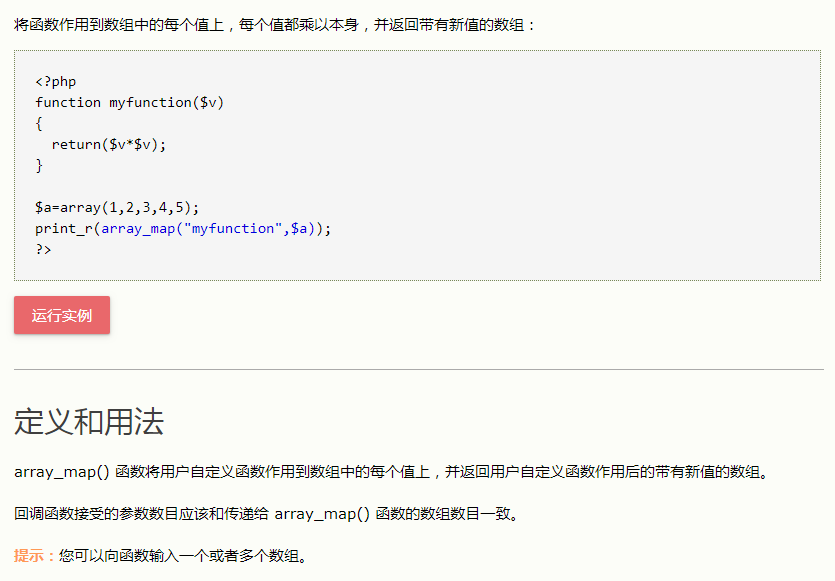 将函数作用到数组中的每个值上，每个值都乘以本身，并返回带有新值的数组：
<?php
function myfunction($v)
{
  return($v*$v);
}
$a=array(1,2,3,4,5);
print_r(array_map("myfunction",$a));
?>
运行实例
定义和用法
array_map() 函数将用户自定义函数作用到数组中的每个值上，并返回用户自定义函数作用后的带有新值的数组。
回调函数接受的参数数目应该和传递给 array_map() 函数的数组数目一致。
提示：您可以向函数输入一个或者多个数组。